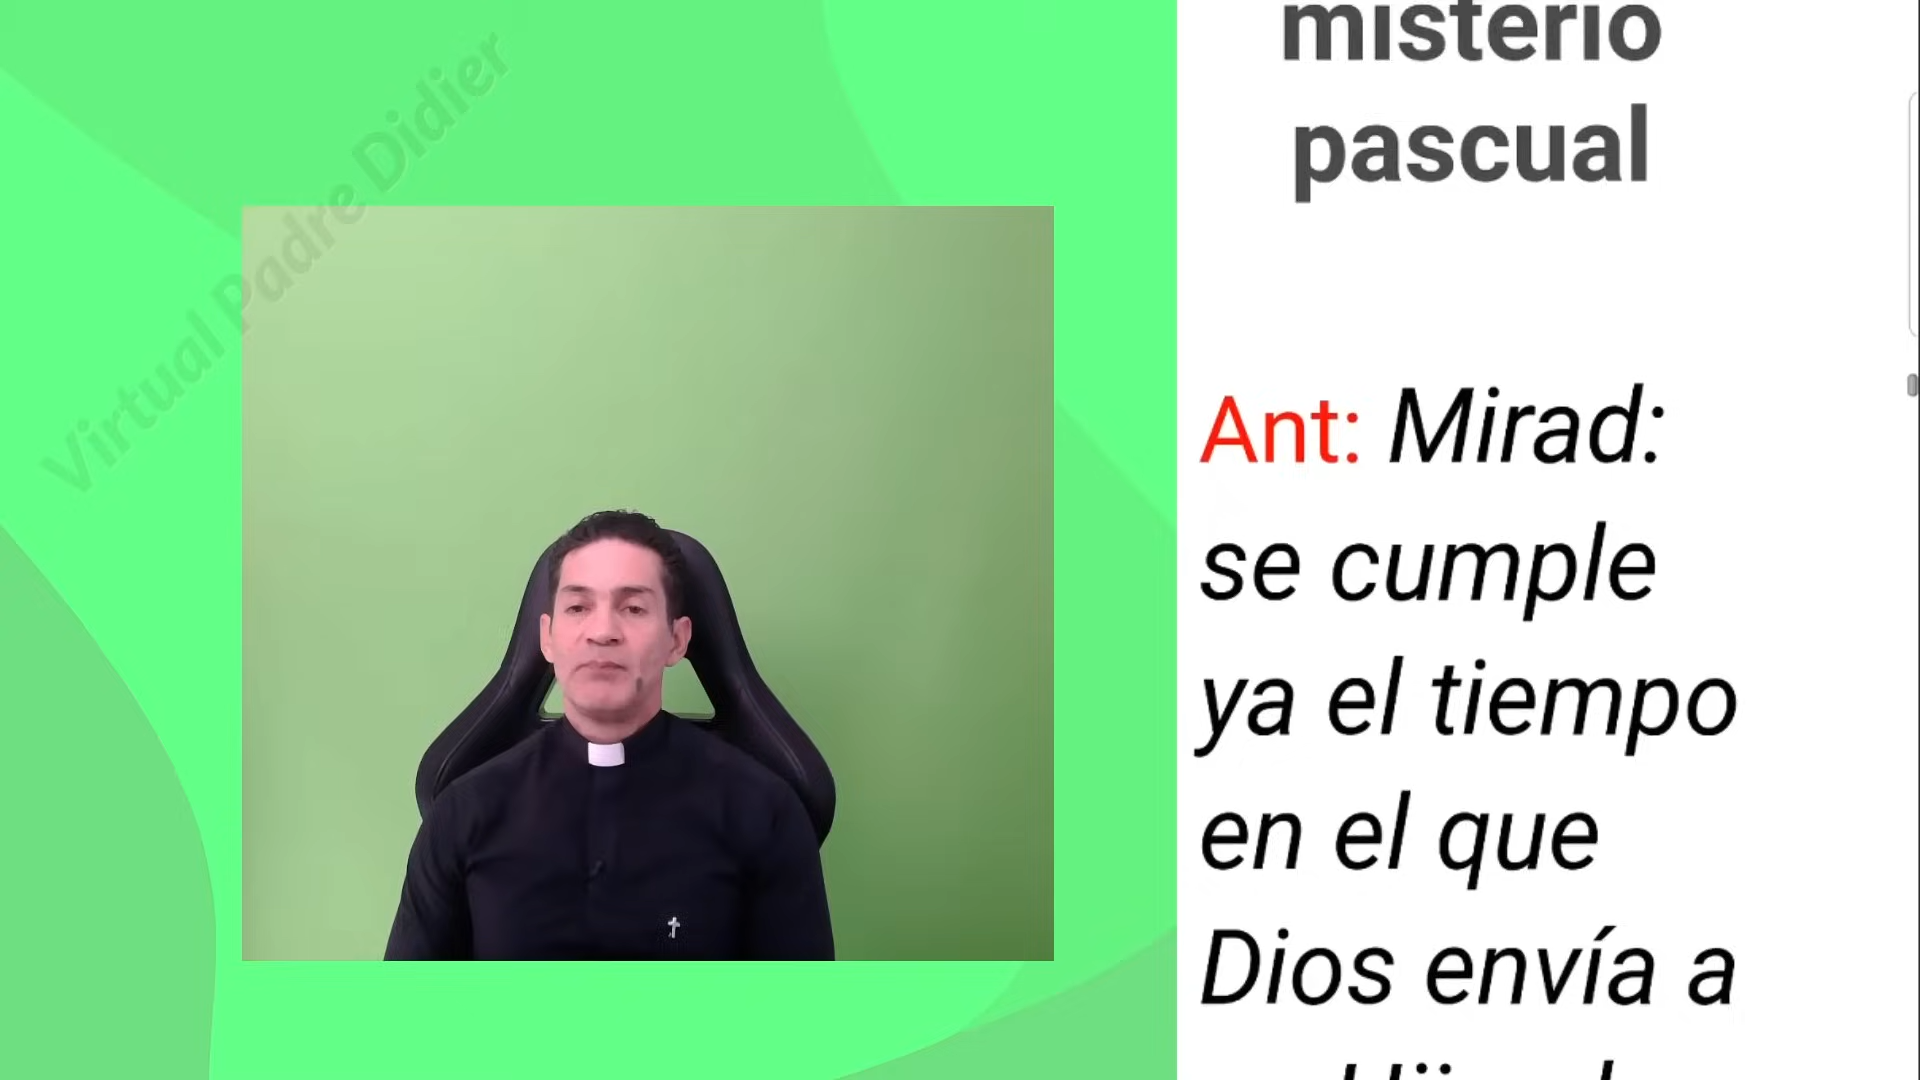 Virtual Padre Didier
misterio
pascual
Ant: Mirad:
se cumple
ya el tiempo
en el que
Dios envía a